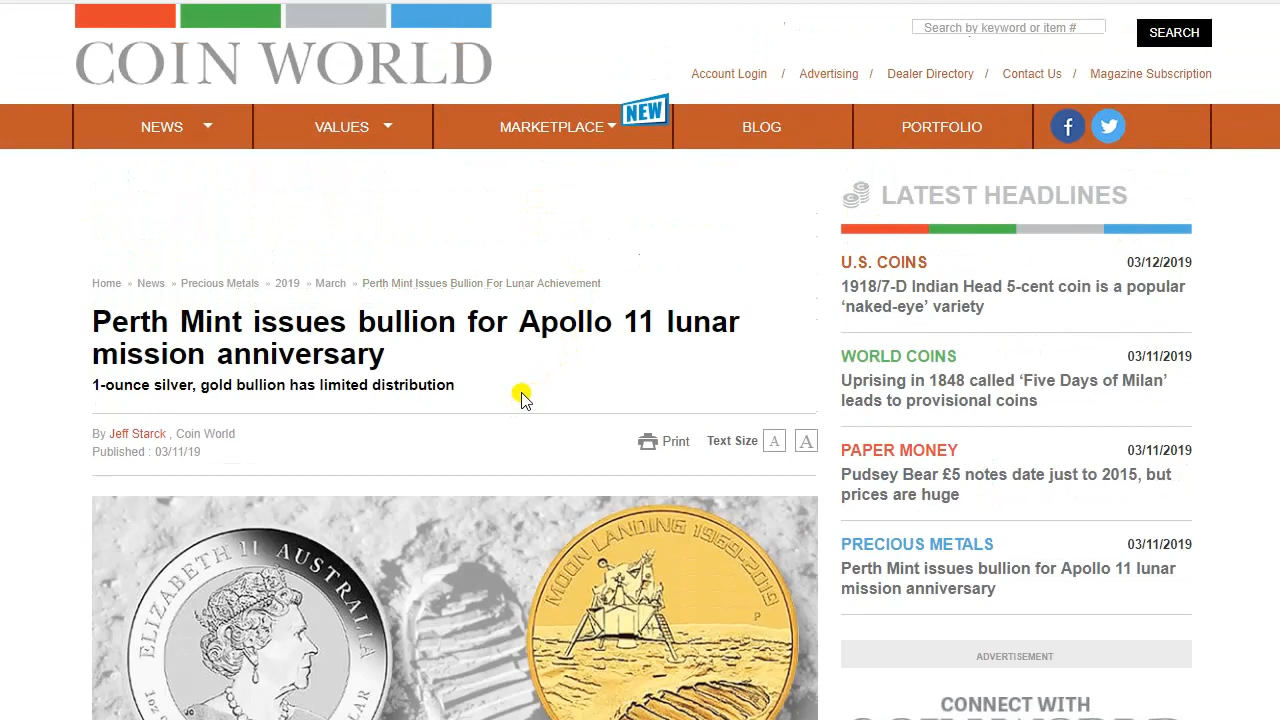 COIN WORLD
Search by keyword or item #
SEARCH
Account Login / Advertising / Dealer Directory / Contact Us / Magazine Subscription
NEWS VALUES MARKETPLACE NEW BLOG PORTFOLIO
Home » News » Precious Metals » 2019 » March » Perth Mint Issues Bullion For Lunar Achievement
Perth Mint issues bullion for Apollo 11 lunar
mission anniversary
1-ounce silver, gold bullion has limited distribution
By Jeff Starck , Coin World
Published : 03/11/19
Print Text Size A A
ELIZABETH II AUSTRALIA
JC
MOON LANDING 1969-2019
P
LATEST HEADLINES
U.S. COINS 03/12/2019
1918/7-D Indian Head 5-cent coin is a popular
‘naked-eye’ variety
WORLD COINS 03/11/2019
Uprising in 1848 called ‘Five Days of Milan’
leads to provisional coins
PAPER MONEY 03/11/2019
Pudsey Bear £5 notes date just to 2015, but
prices are huge
PRECIOUS METALS 03/11/2019
Perth Mint issues bullion for Apollo 11 lunar
mission anniversary
ADVERTISEMENT
CONNECT WITH